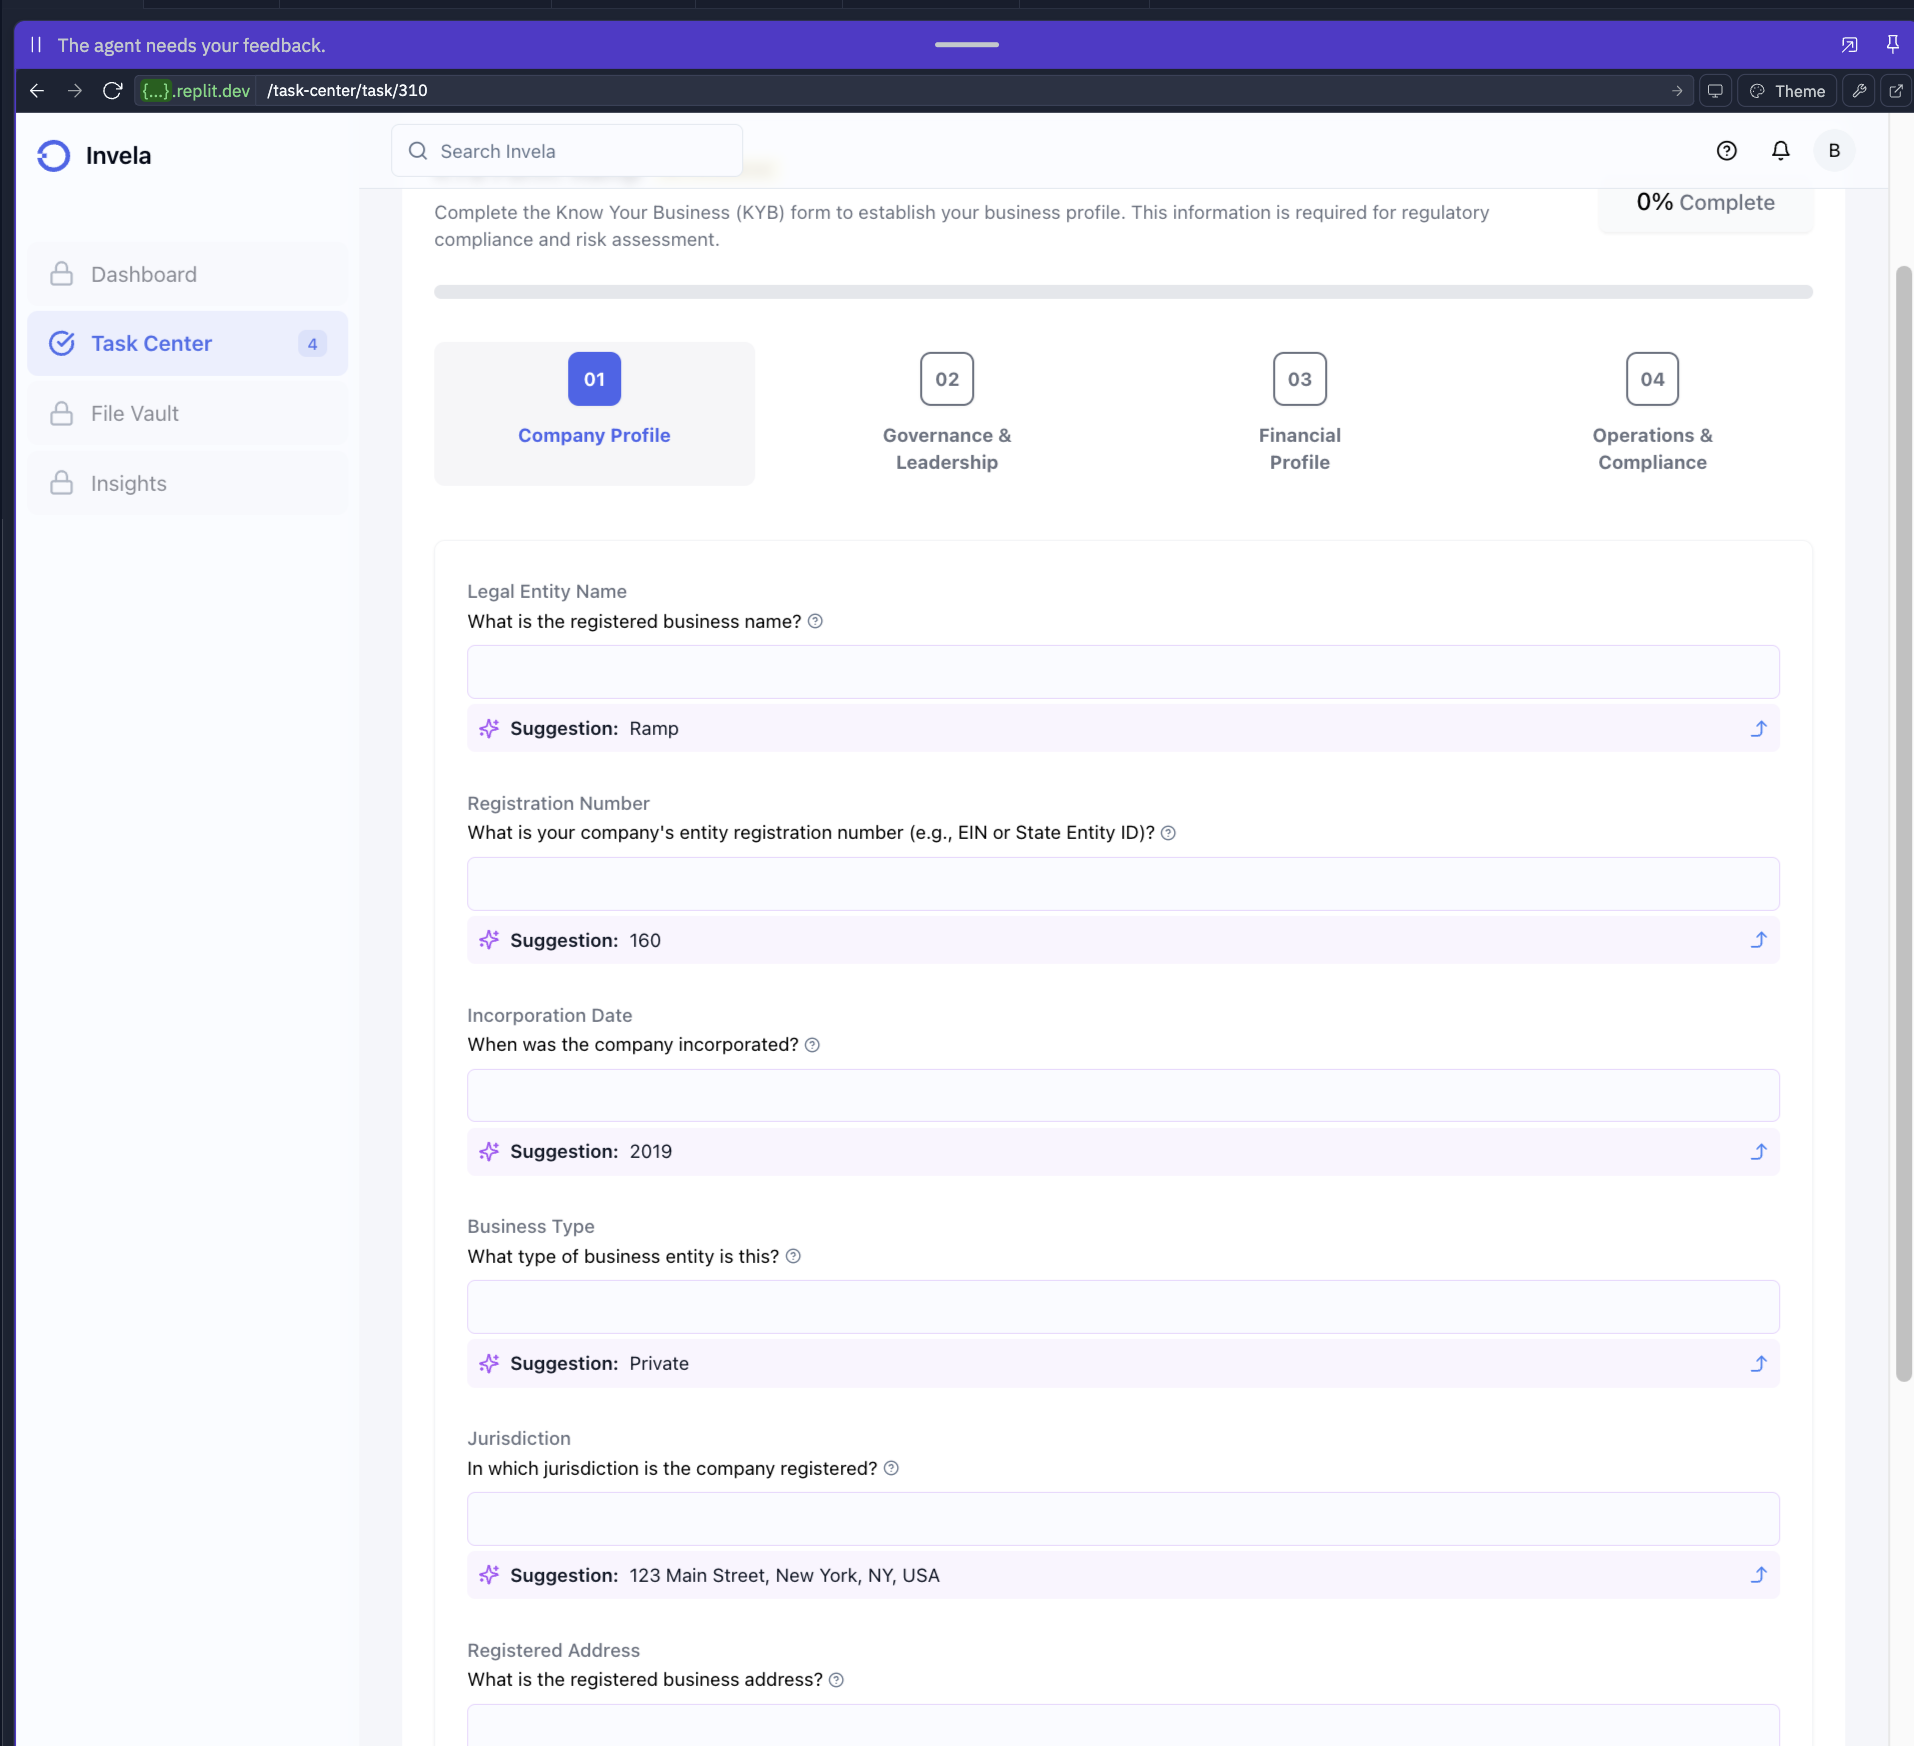 The agent needs your feedback.
{...}.replit.dev /task-center/task/310
Theme
Invela
Search Invela
B
Complete the Know Your Business (KYB) form to establish your business profile. This information is required for regulatory
compliance and risk assessment.
0% Complete
Dashboard
Task Center 4
File Vault
Insights
01
Company Profile
02
Governance &
Leadership
03
Financial
Profile
04
Operations &
Compliance
Legal Entity Name
What is the registered business name?
Suggestion: Ramp
Registration Number
What is your company's entity registration number (e.g., EIN or State Entity ID)?
Suggestion: 160
Incorporation Date
When was the company incorporated?
Suggestion: 2019
Business Type
What type of business entity is this?
Suggestion: Private
Jurisdiction
In which jurisdiction is the company registered?
Suggestion: 123 Main Street, New York, NY, USA
Registered Address
What is the registered business address?